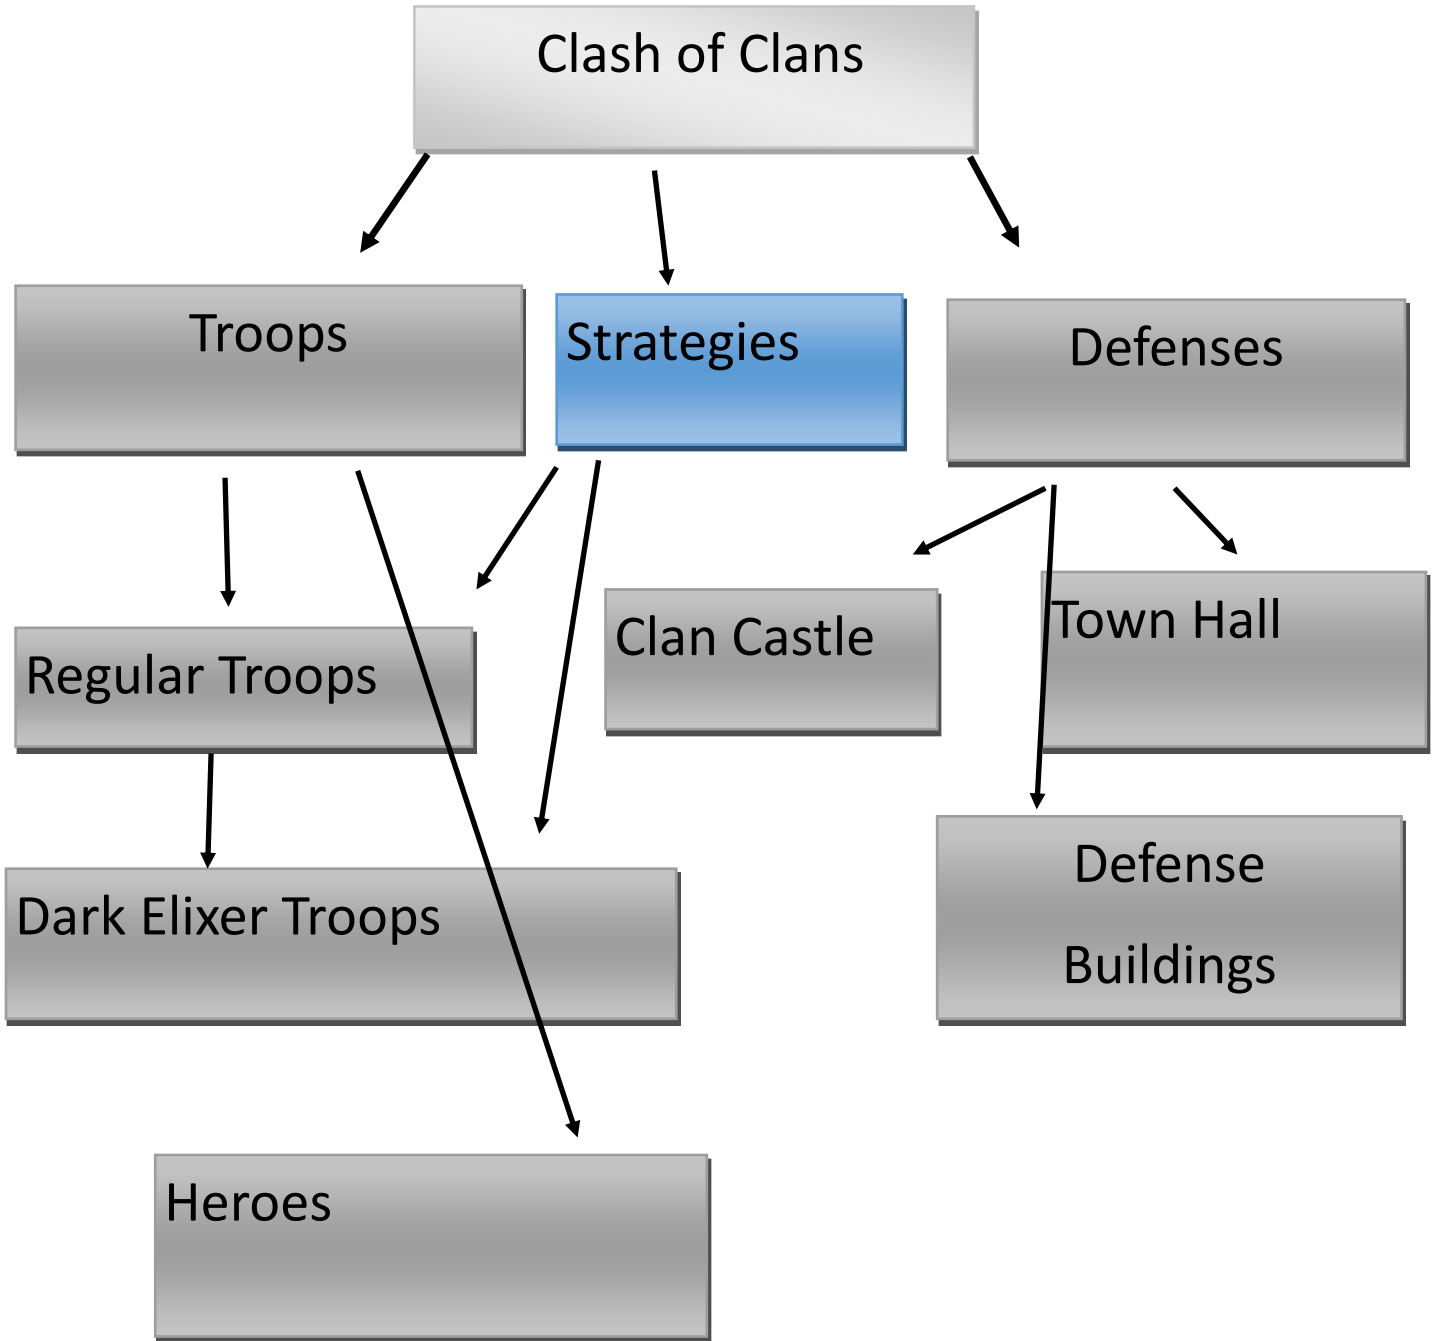 Clash of Clans
Troops
Strategies
Defenses
Clan Castle
Town Hall
Regular Troops
Dark Elixer Troops
Defense
Buildings
Heroes